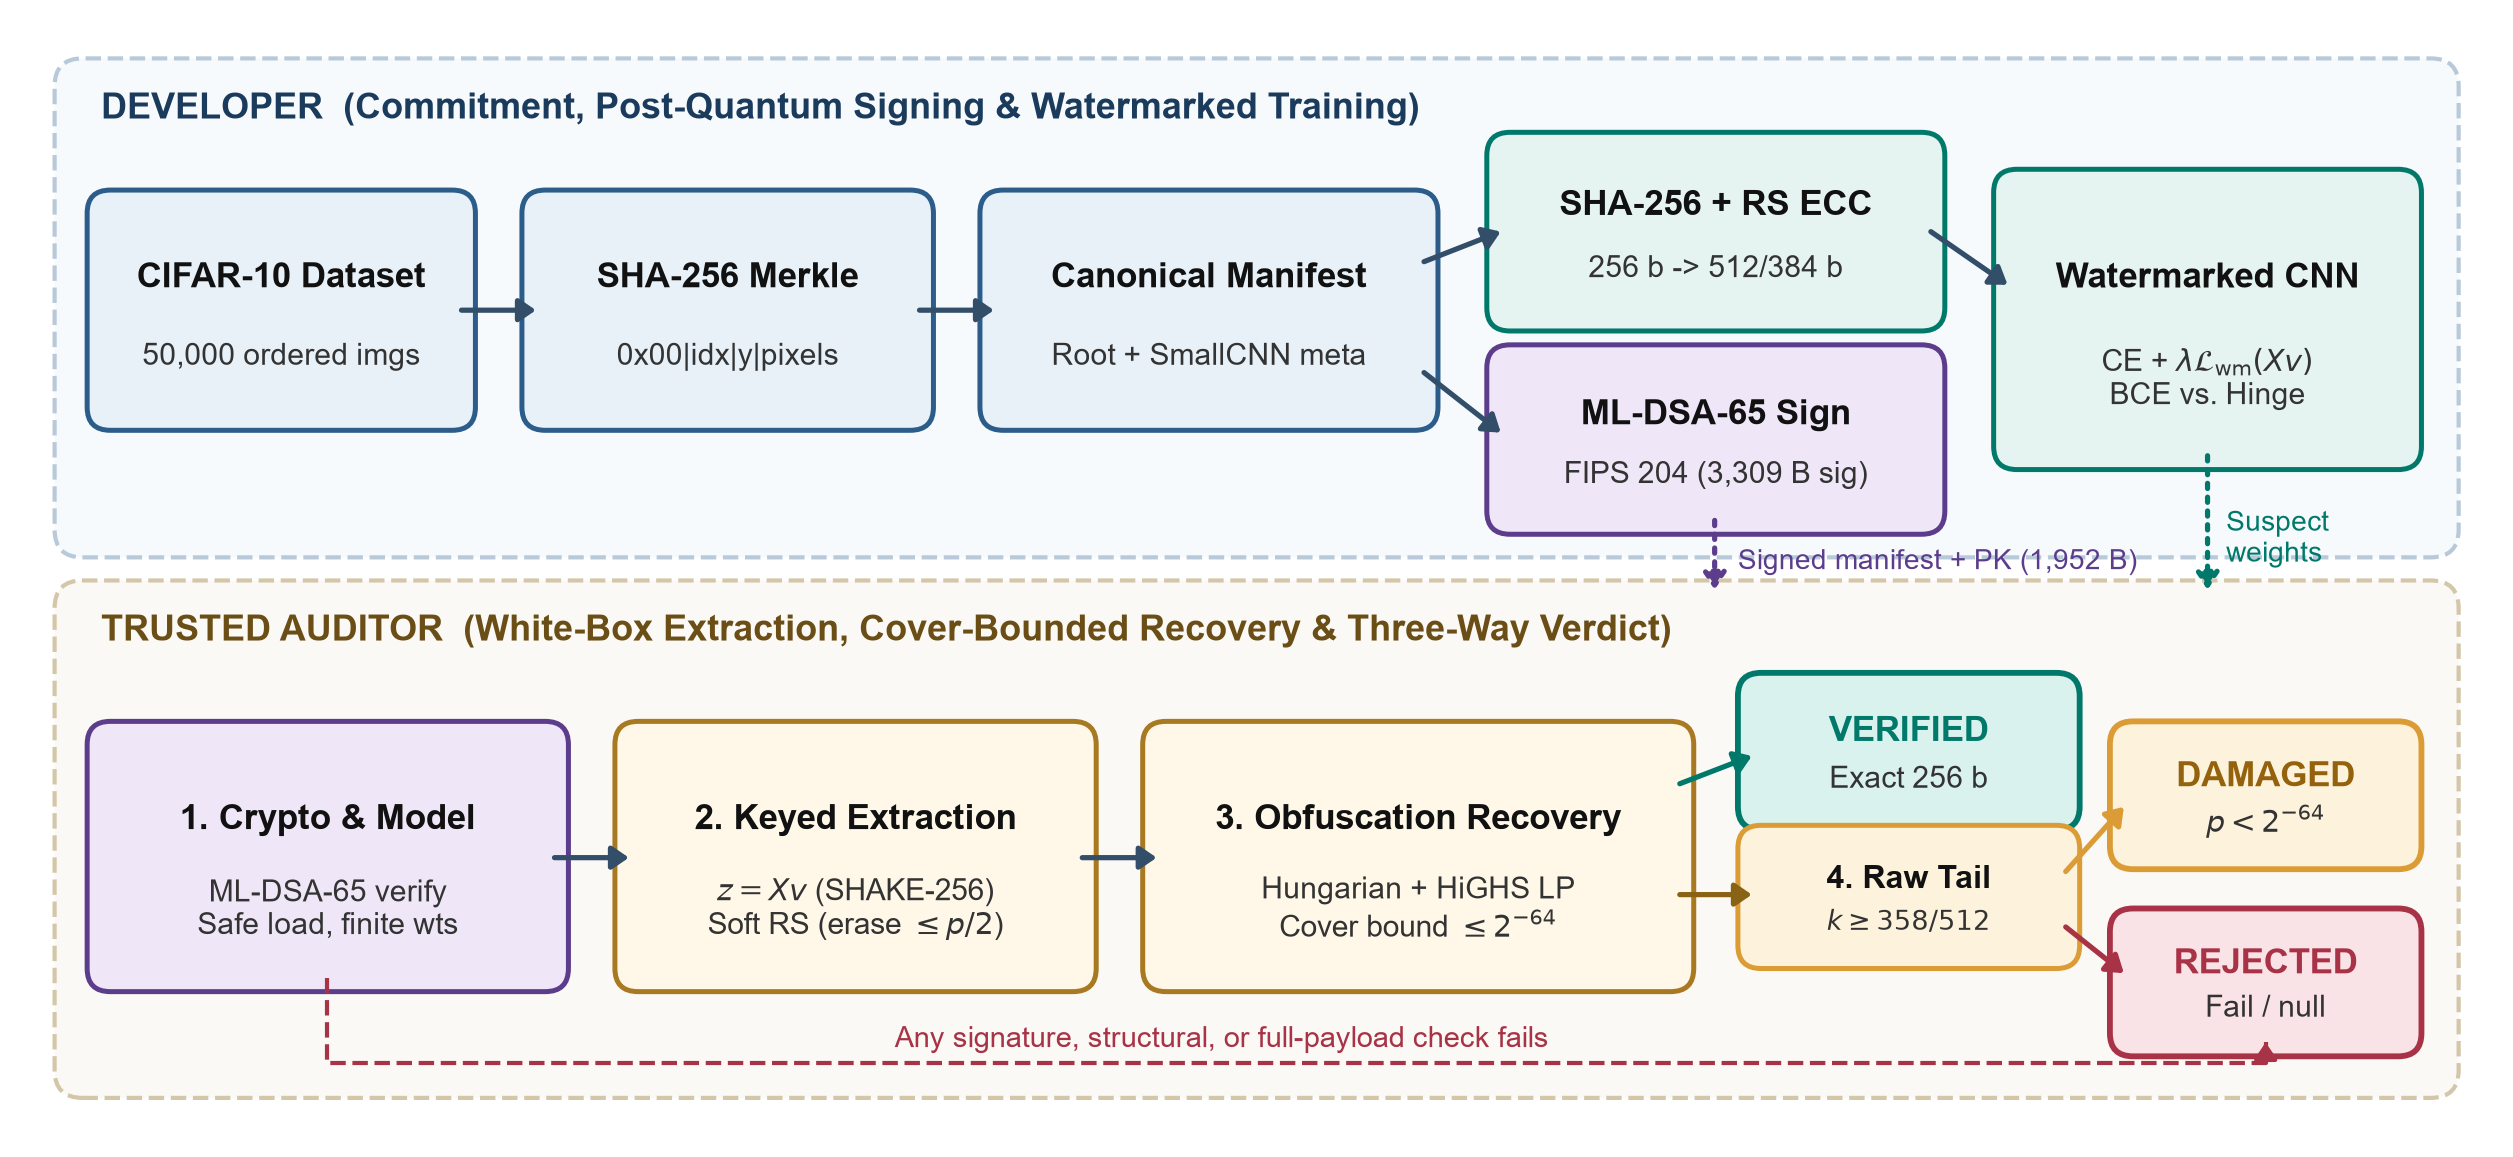 DEVELOPER (Commitment, Post-Quantum Signing & Watermarked Training)
CIFAR-10 Dataset
50,000 ordered imgs
SHA-256 Merkle
0x00|idx|y|pixels
Canonical Manifest
Root + SmallCNN meta
SHA-256 + RS ECC
256 b -> 512/384 b
ML-DSA-65 Sign
FIPS 204 (3,309 B sig)
Watermarked CNN
CE + λℒ_wm(Xv)
BCE vs. Hinge
Signed manifest + PK (1,952 B)
Suspect
weights
TRUSTED AUDITOR (White-Box Extraction, Cover-Bounded Recovery & Three-Way Verdict)
1. Crypto & Model
ML-DSA-65 verify
Safe load, finite wts
2. Keyed Extraction
z = Xv (SHAKE-256)
Soft RS (erase ≤ p/2)
3. Obfuscation Recovery
Hungarian + HiGHS LP
Cover bound ≤ 2⁻⁶⁴
VERIFIED
Exact 256 b
4. Raw Tail
k ≥ 358/512
DAMAGED
p < 2⁻⁶⁴
REJECTED
Fail / null
Any signature, structural, or full-payload check fails